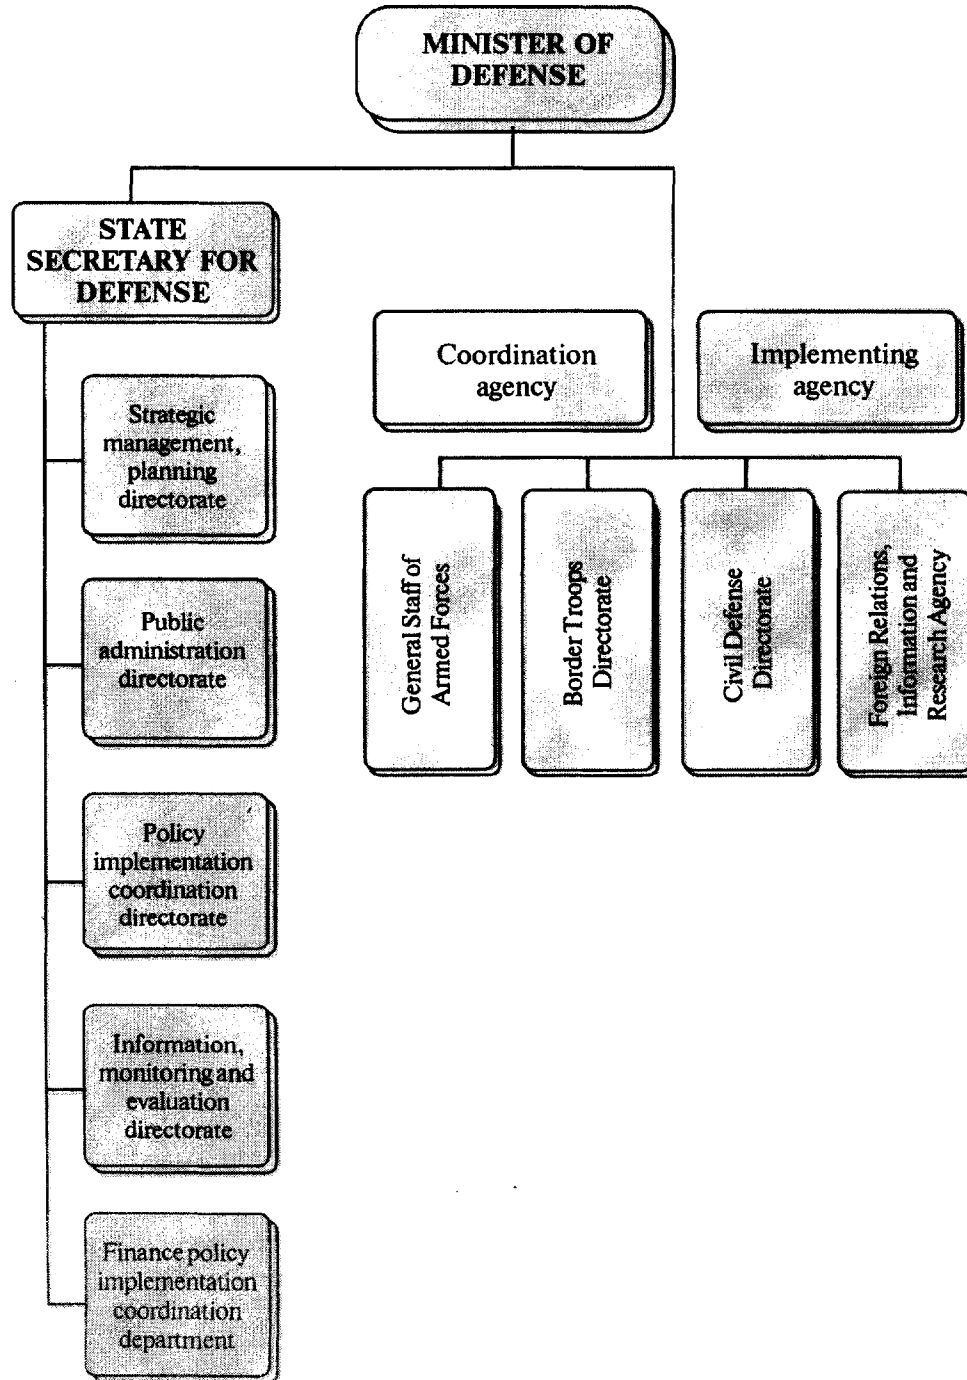 MINISTER OF
DEFENSE
STATE
SECRETARY FOR
DEFENSE
Coordination
agency
Implementing
agency
Strategic
management,
planning
directorate
Public
administration
directorate
Policy
implementation
coordination
directorate
Information,
monitoring and
evaluation
directorate
Finance policy
implementation
coordination
department
General Staff of
Armed Forces
Border Troops
Directorate
Civil Defense
Directorate
Foreign Relations,
Information and
Research Agency